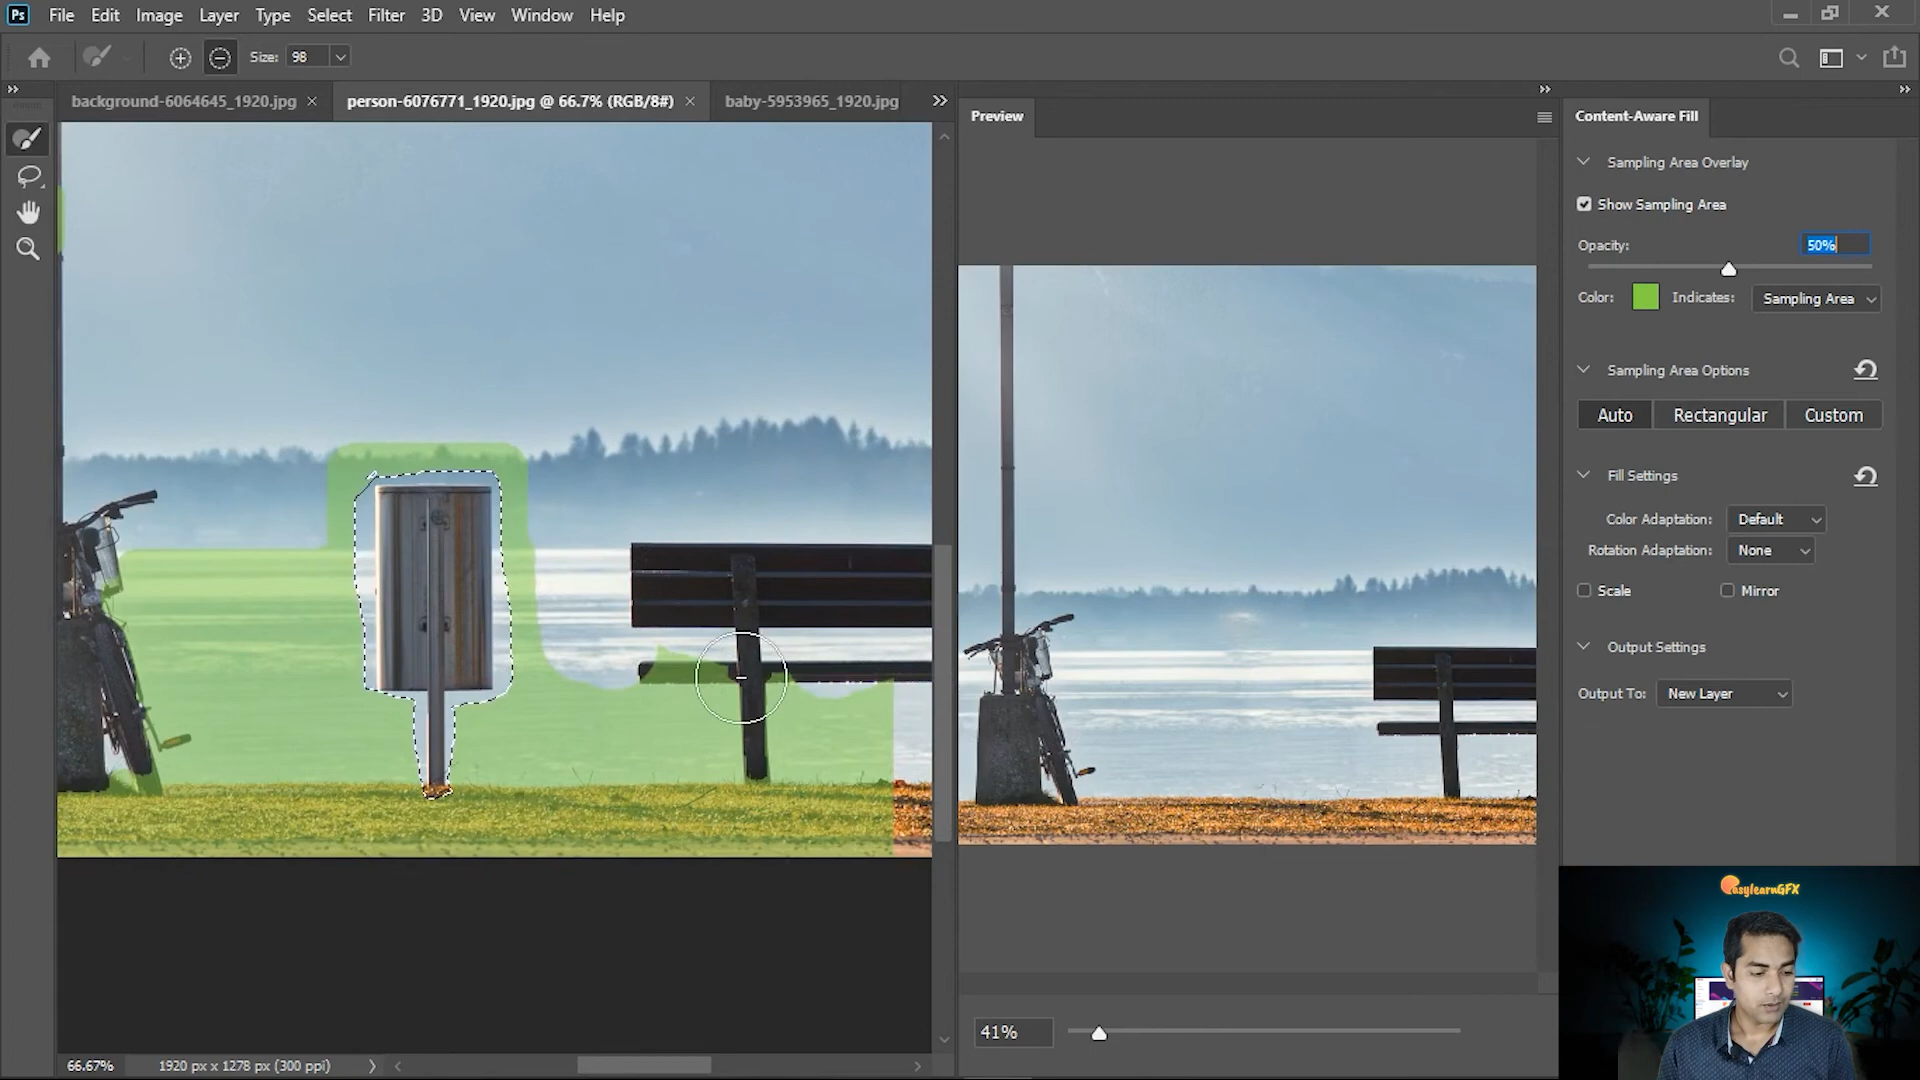 Ps File Edit Image Layer Type Select Filter 3D View Window Help
Size: 98
background-6064645_1920.jpg × person-6076771_1920.jpg @ 66.7% (RGB/8#) × baby-5953965_1920.jpg
Preview
Content-Aware Fill
Sampling Area Overlay
Show Sampling Area
Opacity: 50%
Color: Indicates: Sampling Area
Sampling Area Options
Auto Rectangular Custom
Fill Settings
Color Adaptation: Default
Rotation Adaptation: None
Scale Mirror
Output Settings
Output To: New Layer
easylearnGFX
41%
66.67% 1920 px x 1278 px (300 ppi)